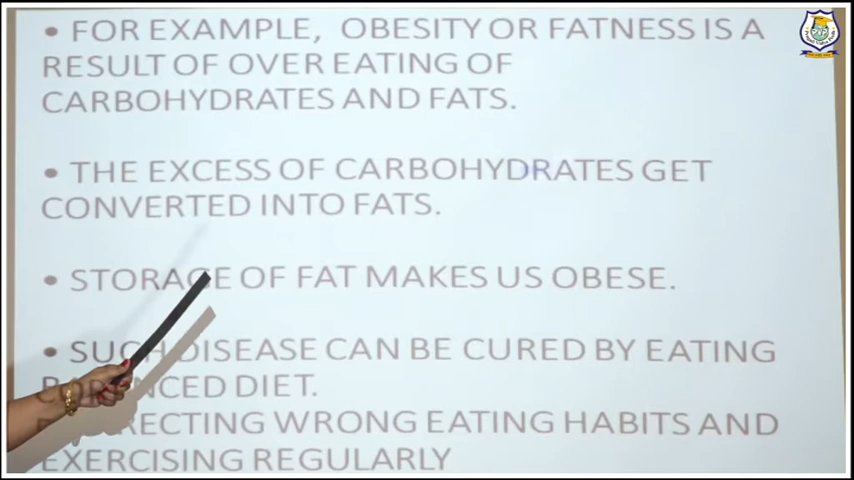 • FOR EXAMPLE, OBESITY OR FATNESS IS A
RESULT OF OVER EATING OF
CARBOHYDRATES AND FATS.
• THE EXCESS OF CARBOHYDRATES GET
CONVERTED INTO FATS.
• STORAGE OF FAT MAKES US OBESE.
• SUCH DISEASE CAN BE CURED BY EATING
DIET.
WRONG EATING HABITS AND
EXERCISING REGULARLY